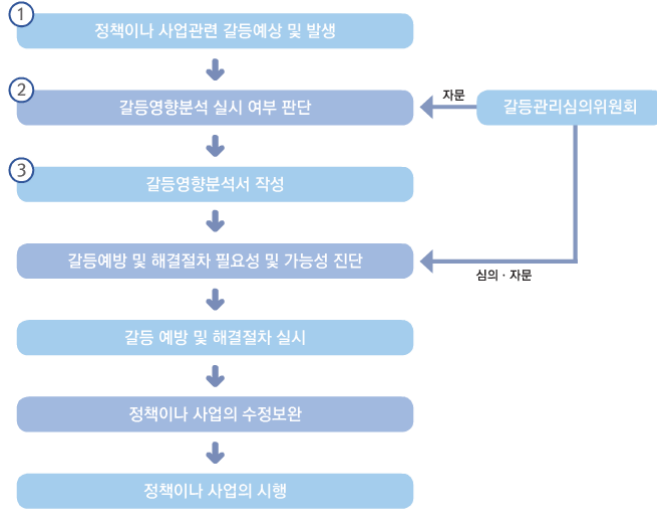 ①
정책이나 사업관련 갈등예상 및 발생
②
갈등영향분석 실시 여부 판단
자문
갈등관리심의위원회
③
갈등영향분석서 작성
갈등예방 및 해결절차 필요성 및 가능성 진단
심의 · 자문
갈등 예방 및 해결절차 실시
정책이나 사업의 수정보완
정책이나 사업의 시행